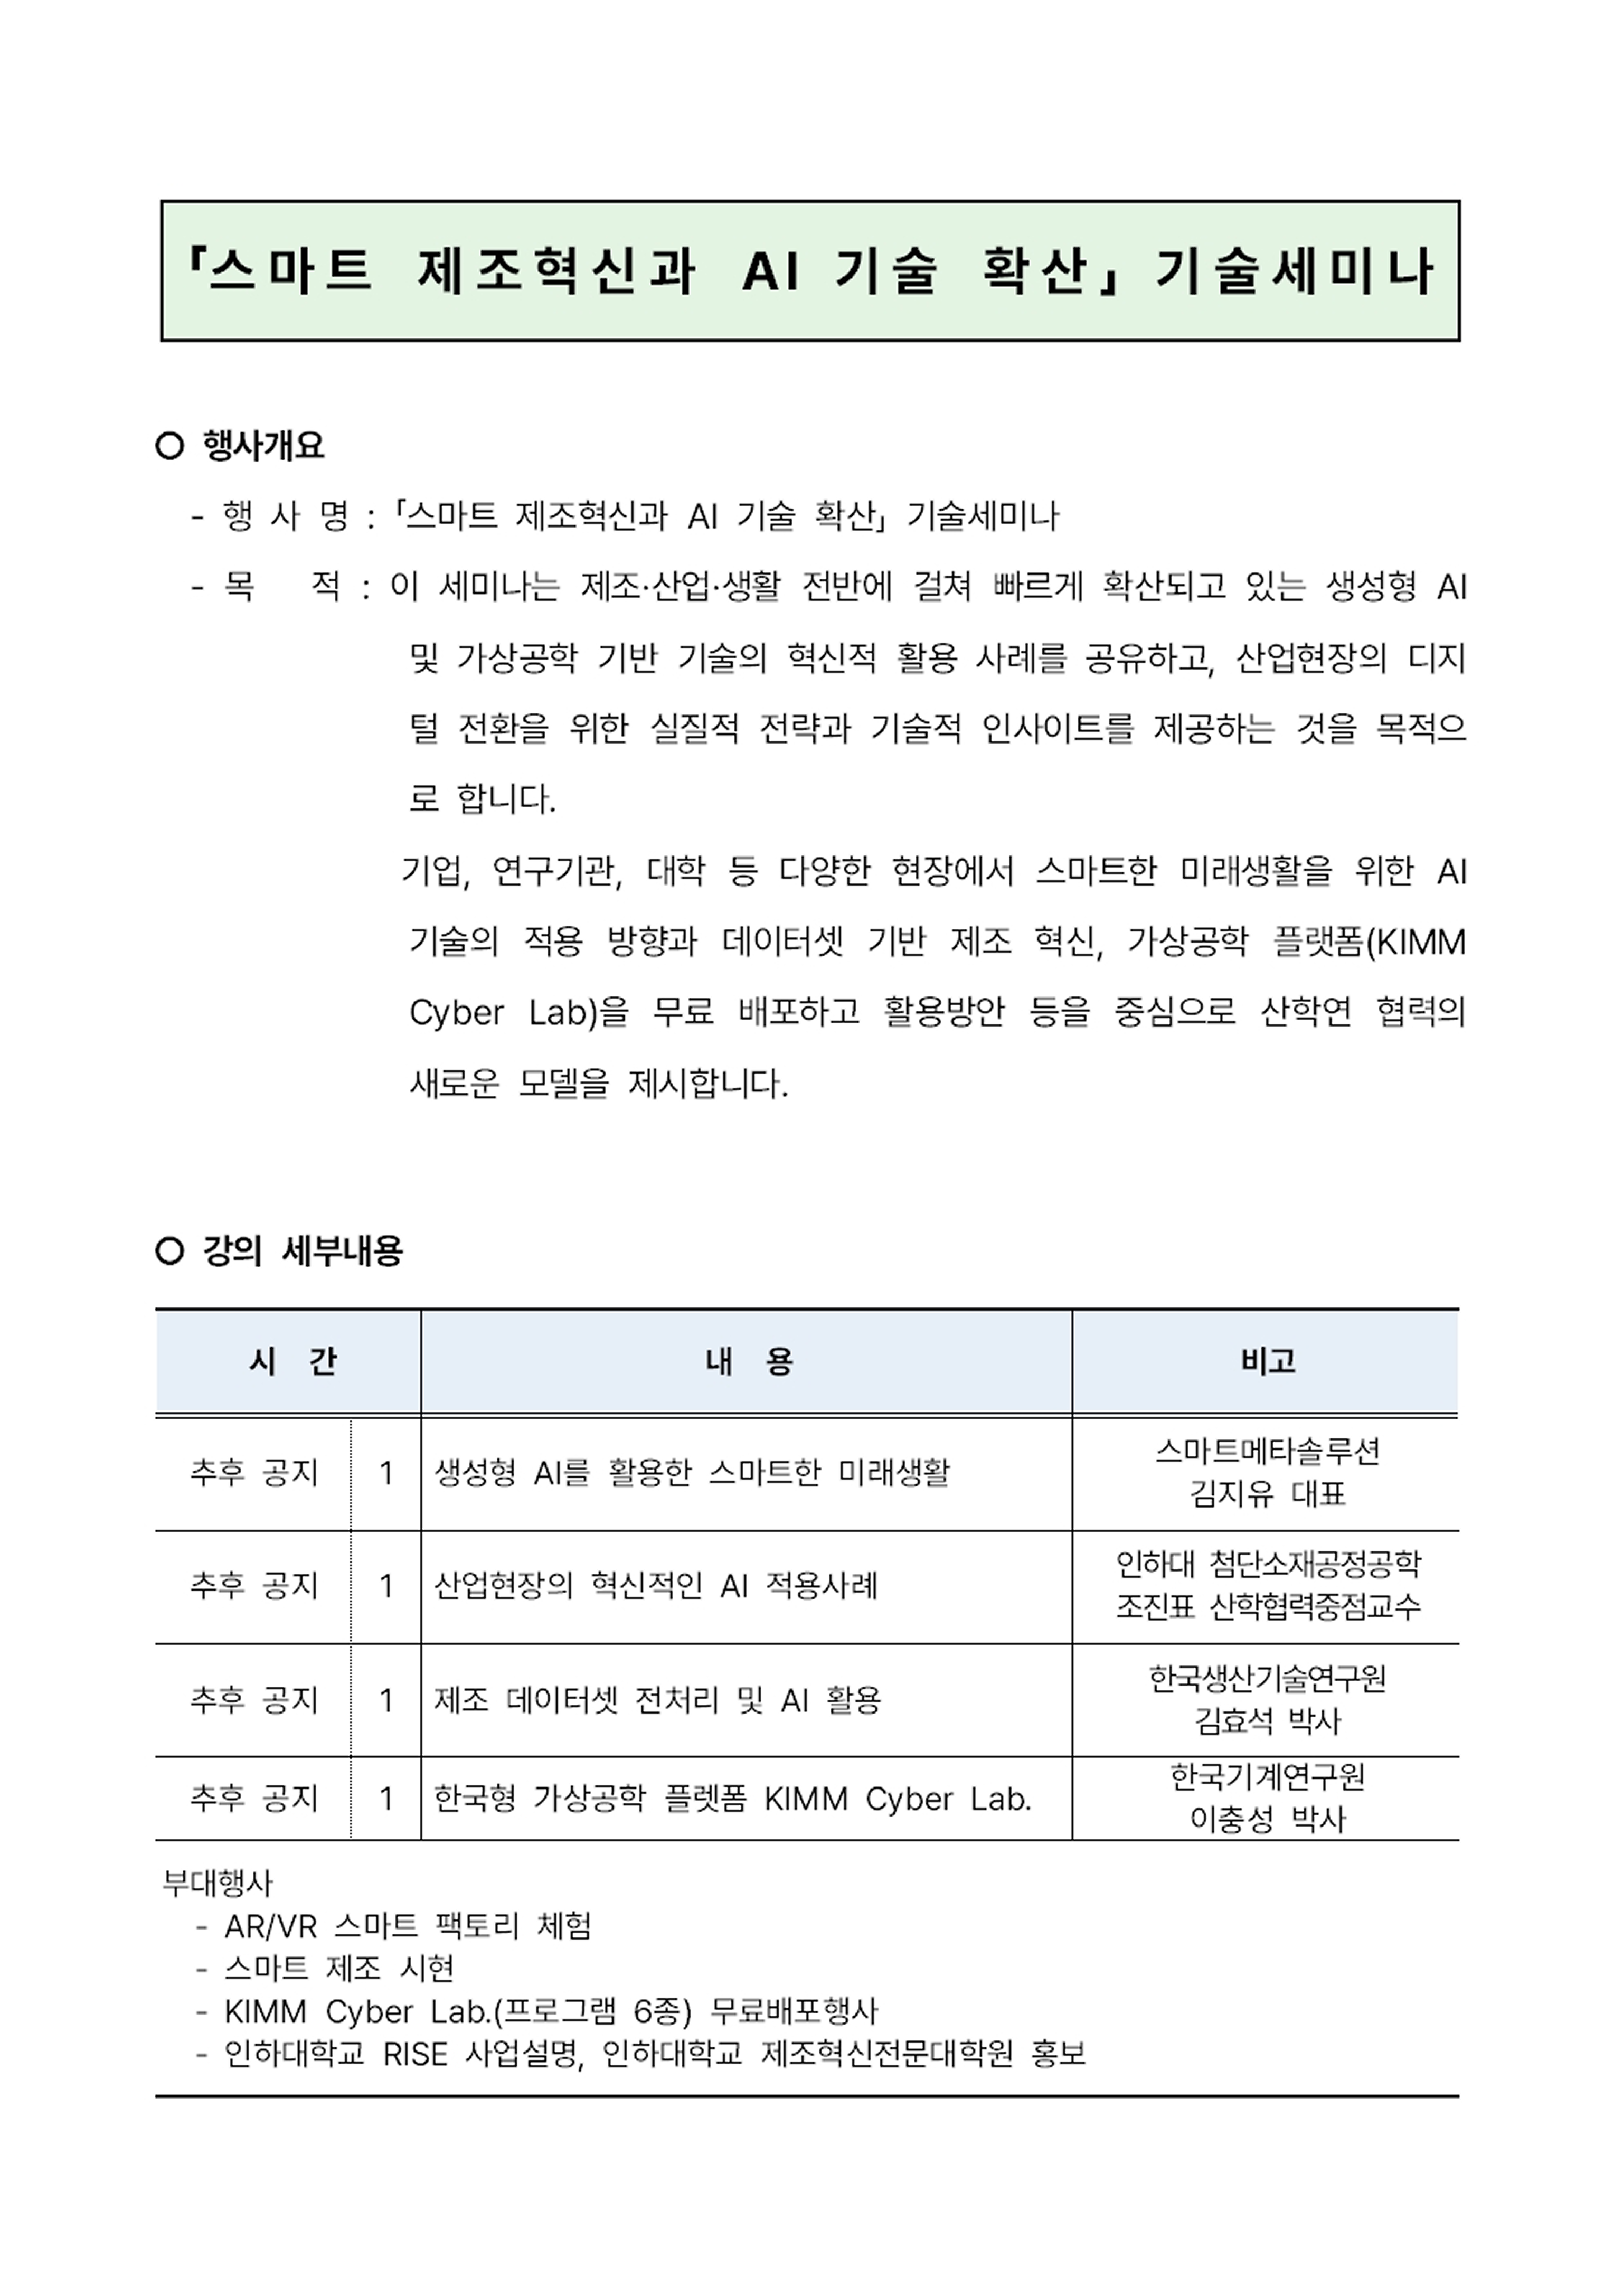 「스마트 제조혁신과 AI 기술 확산」 기술세미나
○ 행사개요
- 행 사 명 : 「스마트 제조혁신과 AI 기술 확산」 기술세미나
- 목 적 : 이 세미나는 제조·산업·생활 전반에 걸쳐 빠르게 확산되고 있는 생성형 AI
및 가상공학 기반 기술의 혁신적 활용 사례를 공유하고, 산업현장의 디지
털 전환을 위한 실질적 전략과 기술적 인사이트를 제공하는 것을 목적으
로 합니다.
기업, 연구기관, 대학 등 다양한 현장에서 스마트한 미래생활을 위한 AI
기술의 적용 방향과 데이터셋 기반 제조 혁신, 가상공학 플랫폼(KIMM
Cyber Lab)을 무료 배포하고 활용방안 등을 중심으로 산학연 협력의
새로운 모델을 제시합니다.
○ 강의 세부내용
시 간 내 용 비고
추후 공지 1 생성형 AI를 활용한 스마트한 미래생활 스마트메타솔루션
김지유 대표
추후 공지 1 산업현장의 혁신적인 AI 적용사례 인하대 첨단소재공정공학
조진표 산학협력중점교수
추후 공지 1 제조 데이터셋 전처리 및 AI 활용 한국생산기술연구원
김효석 박사
추후 공지 1 한국형 가상공학 플렛폼 KIMM Cyber Lab. 한국기계연구원
이충성 박사
부대행사
- AR/VR 스마트 팩토리 체험
- 스마트 제조 시현
- KIMM Cyber Lab.(프로그램 6종) 무료배포행사
- 인하대학교 RISE 사업설명, 인하대학교 제조혁신전문대학원 홍보